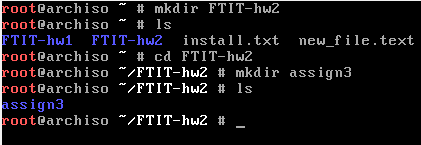 root@archiso ~ # mkdir FTIT-hw2
root@archiso ~ # ls
FTIT-hw1  FTIT-hw2  install.txt  new_file.text
root@archiso ~ # cd FTIT-hw2
root@archiso ~/FTIT-hw2 # mkdir assign3
root@archiso ~/FTIT-hw2 # ls
assign3
root@archiso ~/FTIT-hw2 # _